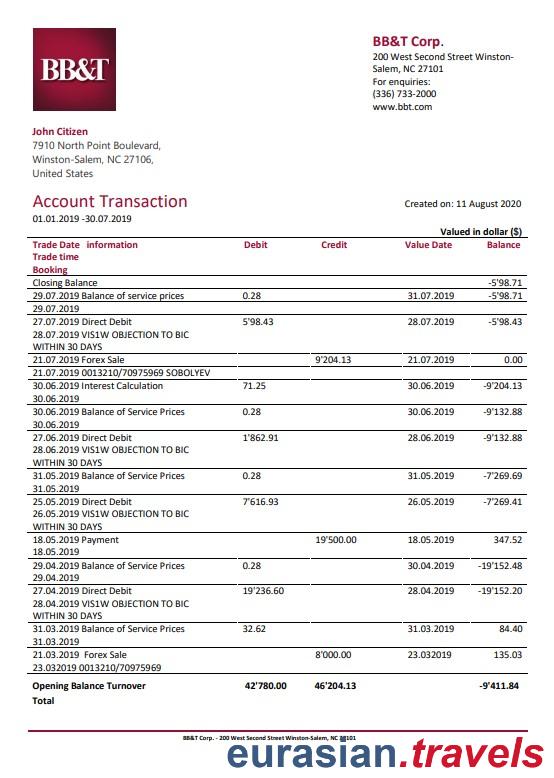 BB&T
BB&T Corp.
200 West Second Street Winston-
Salem, NC 27101
For enquiries:
(336) 733-2000
www.bbt.com
John Citizen
7910 North Point Boulevard,
Winston-Salem, NC 27106,
United States
Account Transaction
Created on: 11 August 2020
01.01.2019 -30.07.2019
Valued in dollar ($)
Trade Date information Debit Credit Value Date Balance
Trade time
Booking
Closing Balance -5'98.71
29.07.2019 Balance of service prices 0.28 31.07.2019 -5'98.71
29.07.2019
27.07.2019 Direct Debit 5'98.43 28.07.2019 -5'98.43
28.07.2019 VIS1W OBJECTION TO BIC
WITHIN 30 DAYS
21.07.2019 Forex Sale 9'204.13 21.07.2019 0.00
21.07.2019 0013210/70975969 SOBOLYEV
30.06.2019 Interest Calculation 71.25 30.06.2019 -9'204.13
30.06.2019
30.06.2019 Balance of Service Prices 0.28 30.06.2019 -9'132.88
30.06.2019
27.06.2019 Direct Debit 1'862.91 28.06.2019 -9'132.88
28.06.2019 VIS1W OBJECTION TO BIC
WITHIN 30 DAYS
31.05.2019 Balance of Service Prices 0.28 31.05.2019 -7'269.69
31.05.2019
25.05.2019 Direct Debit 7'616.93 26.05.2019 -7'269.41
26.05.2019 VIS1W OBJECTION TO BIC
WITHIN 30 DAYS
18.05.2019 Payment 19'500.00 18.05.2019 347.52
18.05.2019
29.04.2019 Balance of Service Prices 0.28 30.04.2019 -19'152.48
29.04.2019
27.04.2019 Direct Debit 19'236.60 28.04.2019 -19'152.20
28.04.2019 VIS1W OBJECTION TO BIC
WITHIN 30 DAYS
31.03.2019 Balance of Service Prices 32.62 31.03.2019 84.40
31.03.2019
21.03.2019 Forex Sale 8'000.00 23.032019 135.03
23.032019 0013210/70975969
Opening Balance Turnover 42'780.00 46'204.13 -9'411.84
Total
BB&T Corp. - 200 West Second Street Winston-Salem, NC 27101
eurasian.travels